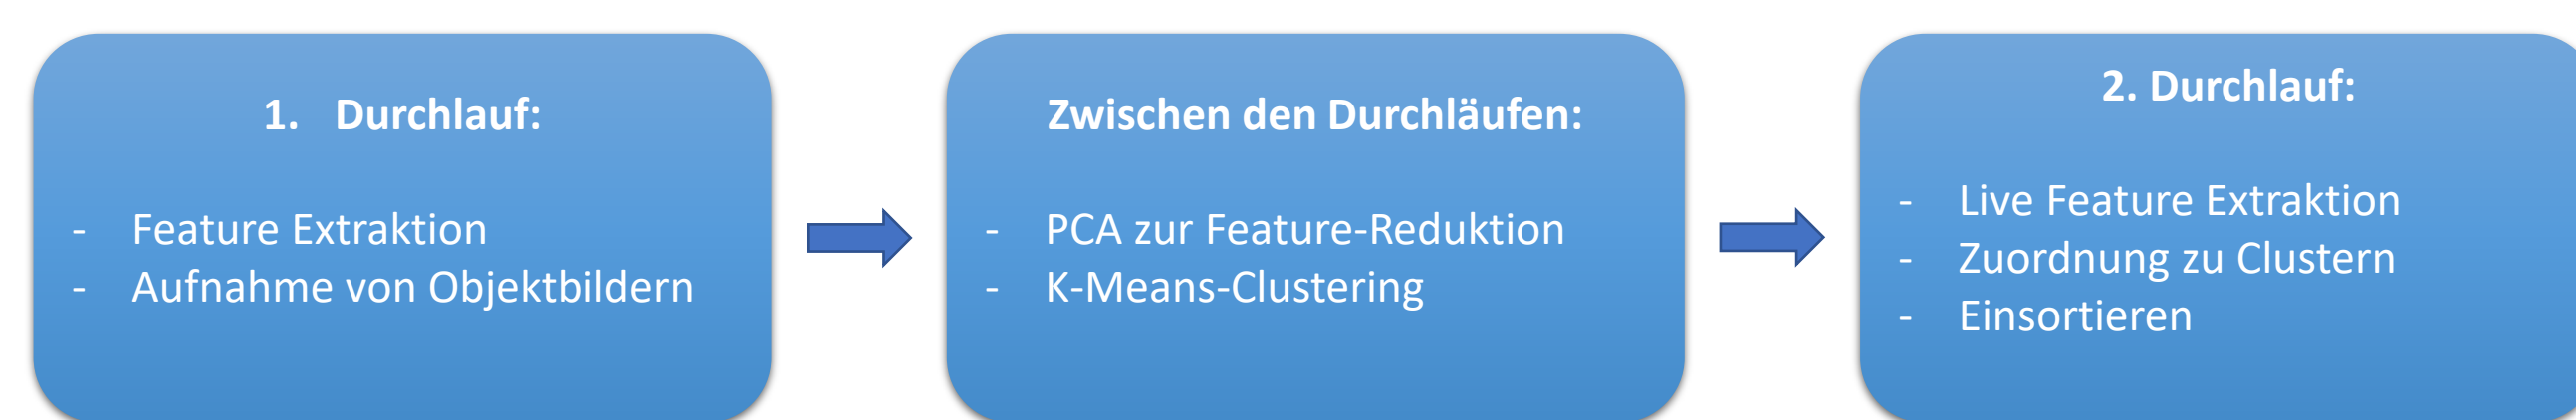 1. Durchlauf:
- Feature Extraktion
- Aufnahme von Objektbildern
Zwischen den Durchläufen:
- PCA zur Feature-Reduktion
- K-Means-Clustering
2. Durchlauf:
- Live Feature Extraktion
- Zuordnung zu Clustern
- Einsortieren